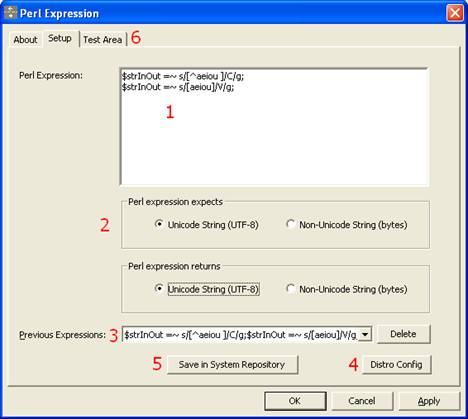 Perl Expression
About Setup Test Area 6
Perl Expression:
$strInOut =~ s/[^aeiou ]/C/g;
$strInOut =~ s/[aeiou]/V/g;
1
Perl expression expects
2
Unicode String (UTF-8) Non-Unicode String (bytes)
Perl expression returns
Unicode String (UTF-8) Non-Unicode String (bytes)
Previous Expressions: 3 $strInOut =~ s/[^aeiou ]/C/g;$strInOut =~ s/[aeiou]/V/g Delete
5 Save in System Repository 4 Distro Config
OK Cancel Apply